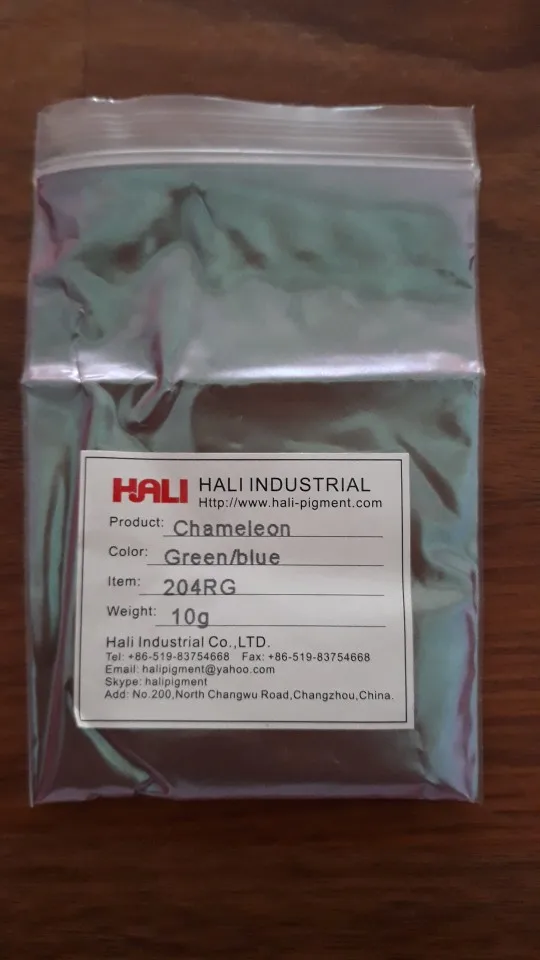 HALI HALI INDUSTRIAL
Http://www.hali-pigment.com
Product: Chameleon
Color: Green/blue
Item: 204RG
Weight: 10g
Hali Industrial Co.,LTD.
Tel: +86-519-83754668 Fax: +86-519-83754668
Email: halipigment@yahoo.com
Skype: halipigment
Add: No.200,North Changwu Road,Changzhou,China.